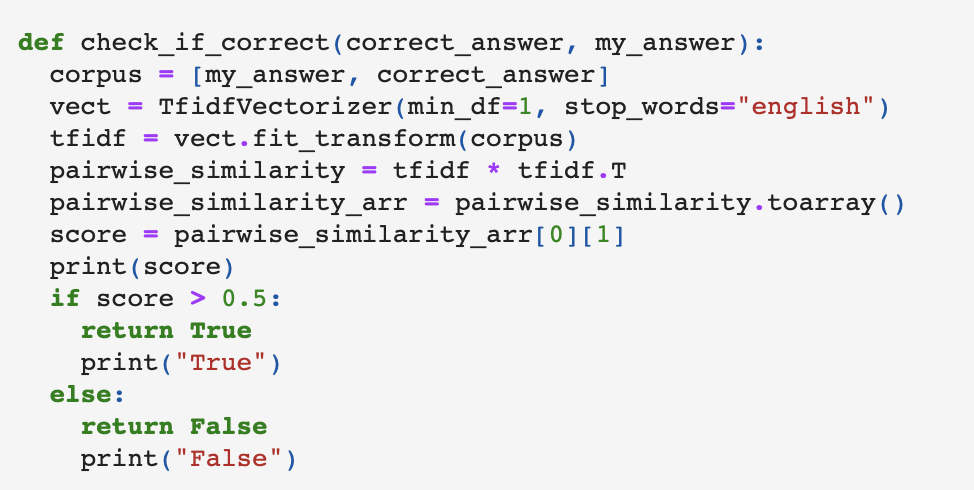 def check_if_correct(correct_answer, my_answer):
  corpus = [my_answer, correct_answer]
  vect = TfidfVectorizer(min_df=1, stop_words="english")
  tfidf = vect.fit_transform(corpus)
  pairwise_similarity = tfidf * tfidf.T
  pairwise_similarity_arr = pairwise_similarity.toarray()
  score = pairwise_similarity_arr[0][1]
  print(score)
  if score > 0.5:
    return True
    print("True")
  else:
    return False
    print("False")